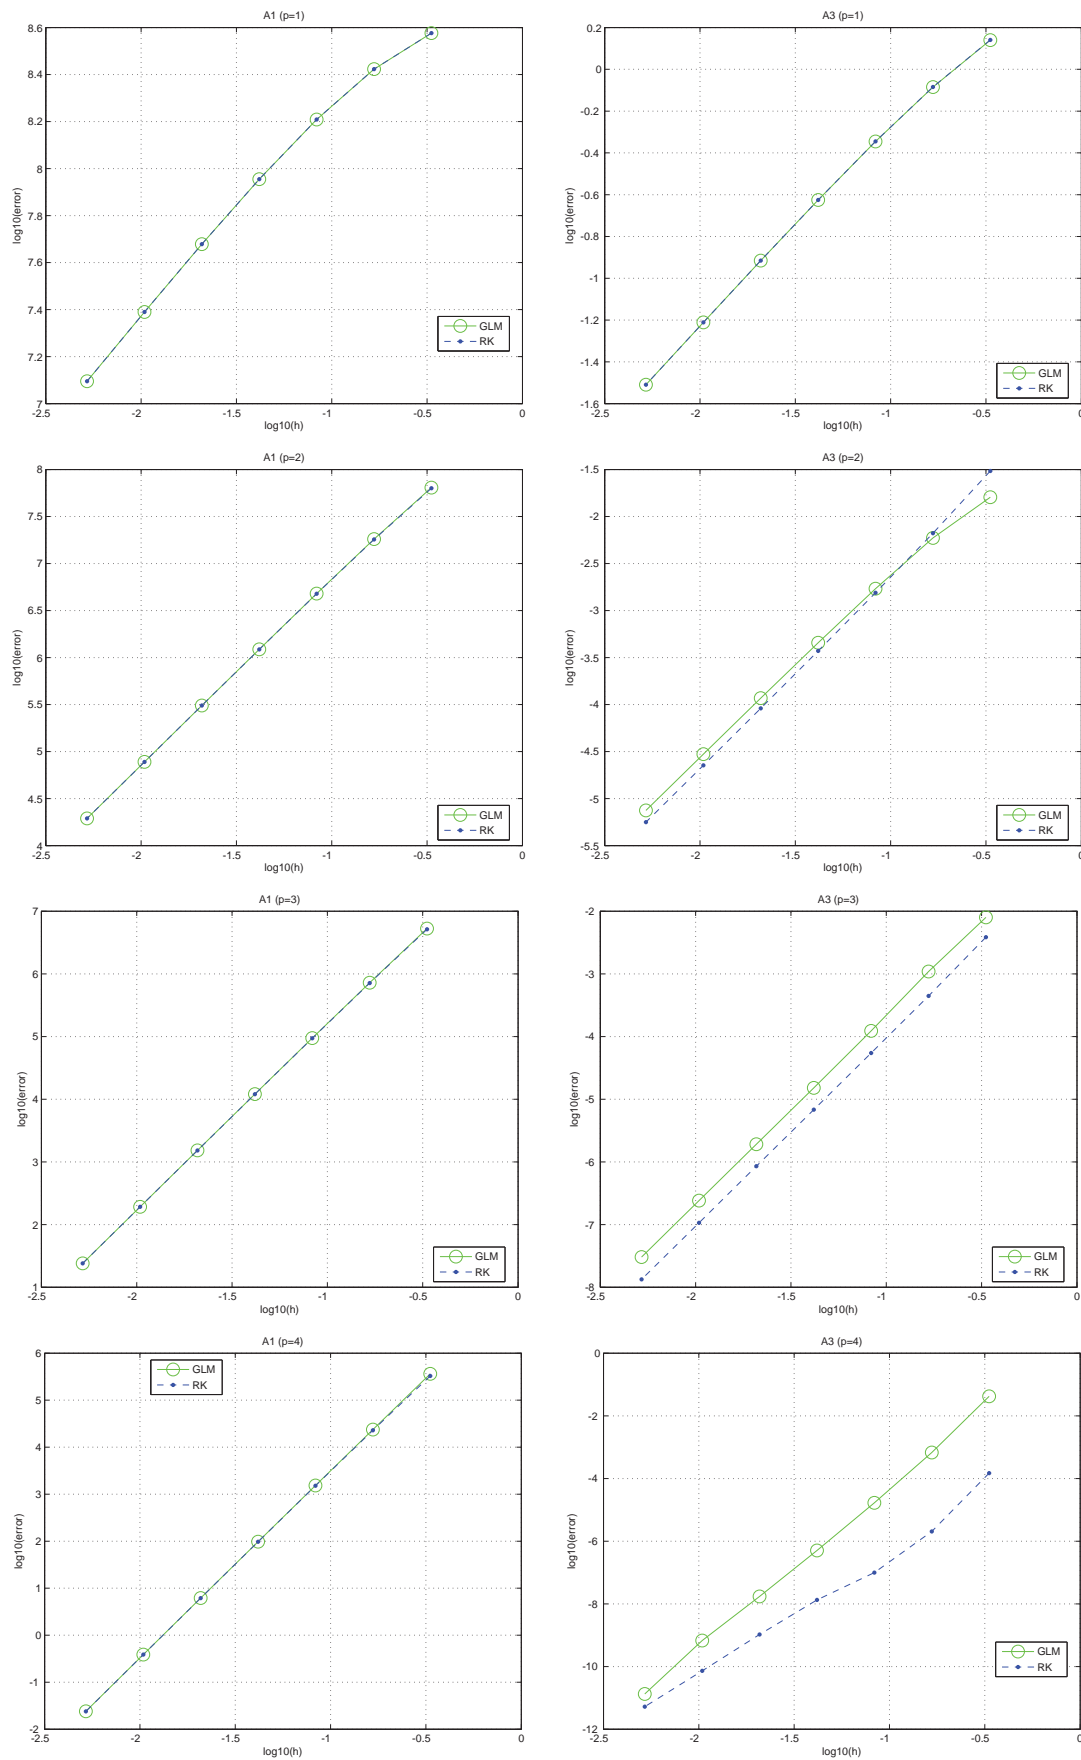 A1 (p=1)
8.6
8.4
8.2
8
7.8
7.6
7.4
7.2
7
log10(error)
-2.5
-2
-1.5
-1
-0.5
0
log10(h)
GLM
RK
A3 (p=1)
0.2
0
-0.2
-0.4
-0.6
-0.8
-1
-1.2
-1.4
-1.6
log10(error)
-2.5
-2
-1.5
-1
-0.5
0
log10(h)
GLM
RK
A1 (p=2)
8
7.5
7
6.5
6
5.5
5
4.5
4
log10(error)
-2.5
-2
-1.5
-1
-0.5
0
log10(h)
GLM
RK
A3 (p=2)
-1.5
-2
-2.5
-3
-3.5
-4
-4.5
-5
-5.5
log10(error)
-2.5
-2
-1.5
-1
-0.5
0
log10(h)
GLM
RK
A1 (p=3)
7
6
5
4
3
2
1
log10(error)
-2.5
-2
-1.5
-1
-0.5
0
log10(h)
GLM
RK
A3 (p=3)
-2
-3
-4
-5
-6
-7
-8
log10(error)
-2.5
-2
-1.5
-1
-0.5
0
log10(h)
GLM
RK
A1 (p=4)
6
5
4
3
2
1
0
-1
-2
log10(error)
-2.5
-2
-1.5
-1
-0.5
0
log10(h)
GLM
RK
A3 (p=4)
0
-2
-4
-6
-8
-10
-12
log10(error)
-2.5
-2
-1.5
-1
-0.5
0
log10(h)
GLM
RK